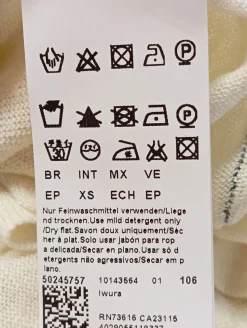 P
P
30
BR INT MX VE
EP XS ECH EP
Nur Feinwaschmittel verwenden/Liege
nd trocknen.Use mild detergent only
/Dry flat.Savon doux uniquement/Séc
her à plat.Solo usar jabón para rop
a delicada/Secar en plano.Usar só d
etergents não agressivos/Secar em p
lano.
50245757 10143564 01 106
Iwura
RN73616 CA23115